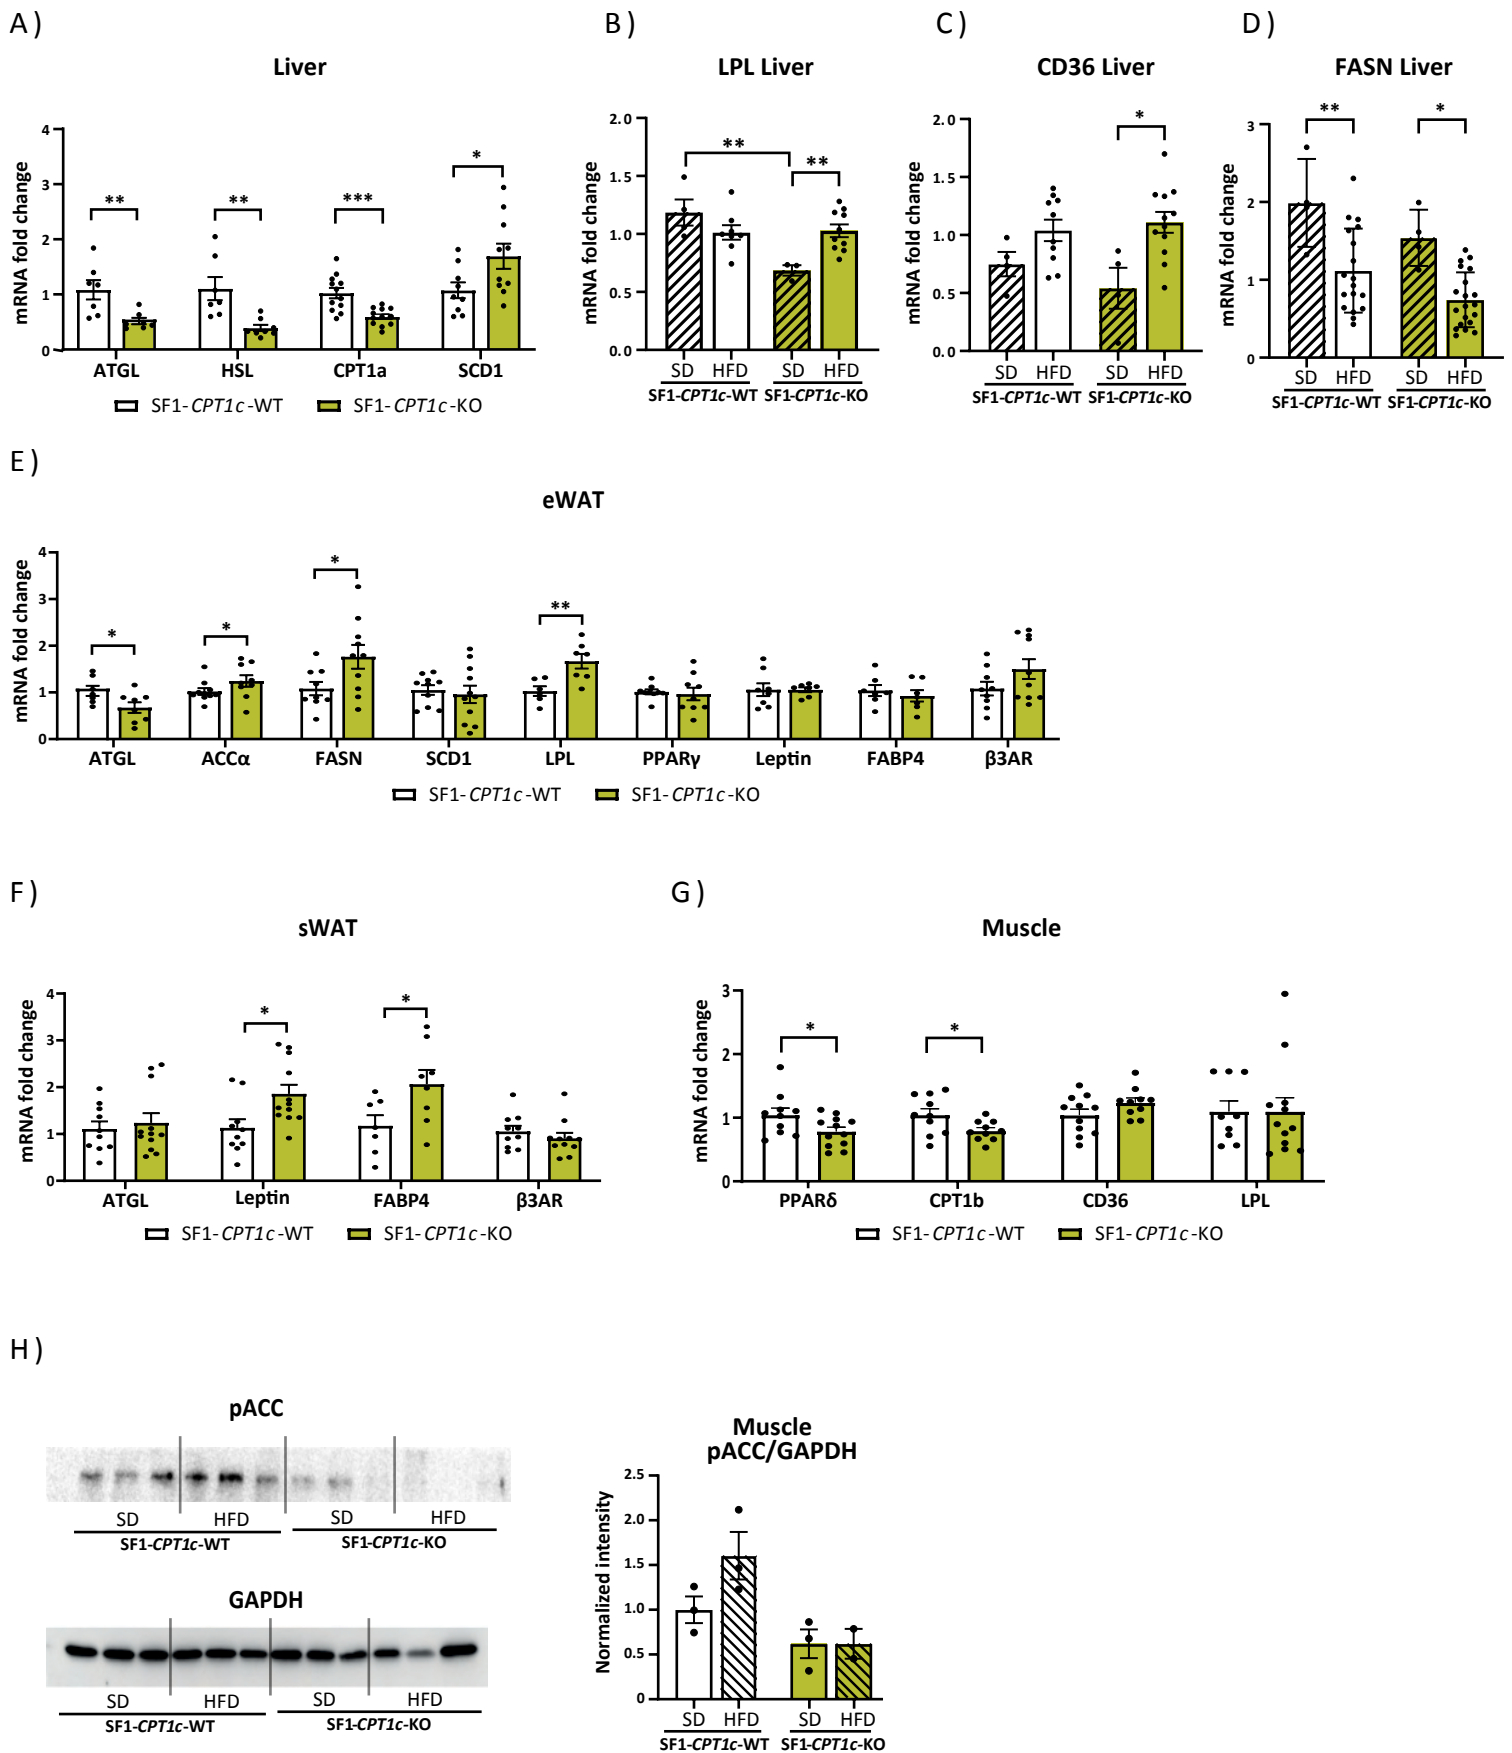 A)
B)
C)
D)
Liver
LPL Liver
CD36 Liver
FASN Liver
mRNA fold change
4
3
2
1
0
**
**
***
*
ATGL
HSL
CPT1a
SCD1
SF1-CPT1c-WT
SF1-CPT1c-KO
mRNA fold change
2.0
1.5
1.0
0.5
0.0
**
**
SD
HFD
SD
HFD
SF1-CPT1c-WT
SF1-CPT1c-KO
mRNA fold change
2.0
1.5
1.0
0.5
0.0
*
SD
HFD
SD
HFD
SF1-CPT1c-WT
SF1-CPT1c-KO
mRNA fold change
3
2
1
0
**
*
SD
HFD
SD
HFD
SF1-CPT1c-WT
SF1-CPT1c-KO
E)
eWAT
mRNA fold change
4
3
2
1
0
*
*
*
**
ATGL
ACCα
FASN
SCD1
LPL
PPARγ
Leptin
FABP4
β3AR
SF1-CPT1c-WT
SF1-CPT1c-KO
F)
sWAT
mRNA fold change
4
3
2
1
0
*
*
ATGL
Leptin
FABP4
β3AR
SF1-CPT1c-WT
SF1-CPT1c-KO
G)
Muscle
mRNA fold change
3
2
1
0
*
*
PPARδ
CPT1b
CD36
LPL
SF1-CPT1c-WT
SF1-CPT1c-KO
H)
pACC
SD
HFD
SD
HFD
SF1-CPT1c-WT
SF1-CPT1c-KO
GAPDH
SD
HFD
SD
HFD
SF1-CPT1c-WT
SF1-CPT1c-KO
Muscle
pACC/GAPDH
Normalized intensity
2.5
2.0
1.5
1.0
0.5
0
SD
HFD
SD
HFD
SF1-CPT1c-WT
SF1-CPT1c-KO